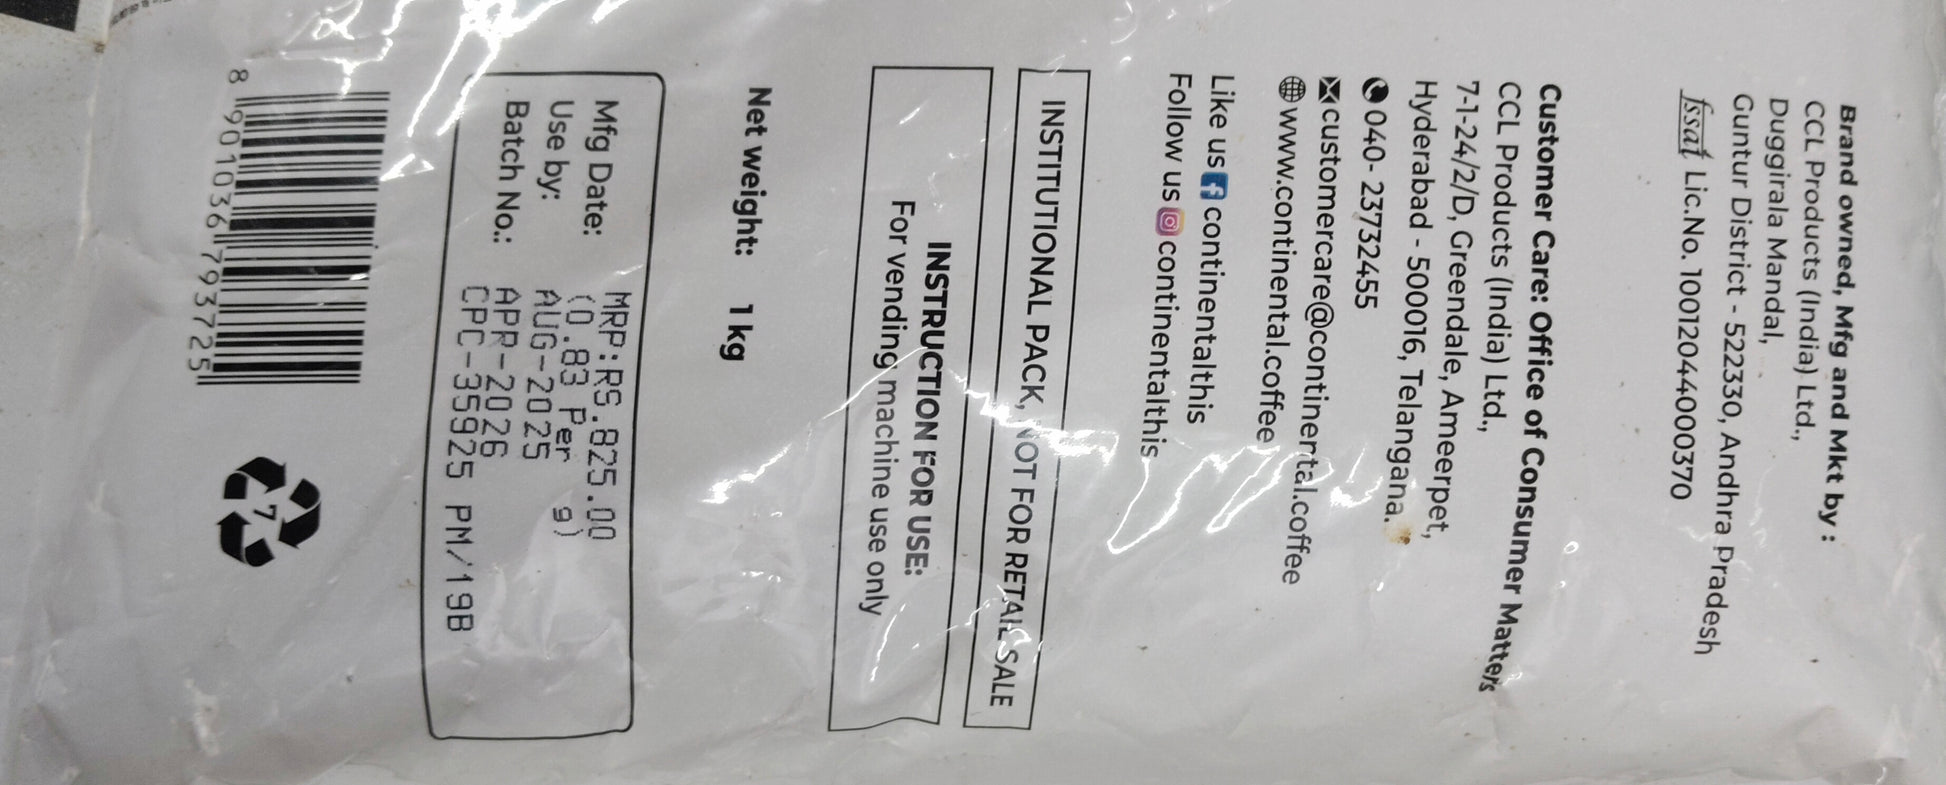 Brand owned, Mfg and Mkt by :
CCL Products (India) Ltd.,
Duggirala Mandal,
Guntur District - 522330, Andhra Pradesh
fssai Lic.No. 10012044000370
Customer Care: Office of Consumer Matters
CCL Products (India) Ltd.,
7-1-24/2/D, Greendale, Ameerpet,
Hyderabad - 500016, Telangana.
040- 23732455
customercare@continental.coffee
www.continental.coffee
Like us f continentalthis
Follow us continentalthis
INSTITUTIONAL PACK, NOT FOR RETAIL SALE
INSTRUCTION FOR USE:
For vending machine use only
Net weight: 1 kg
MRP:RS.825.00
Mfg Date: (0.83 Per g)
Use by: AUG-2025
Batch No.: APR-2026
CPC-35925 PM/19B
8 901036 793725
7